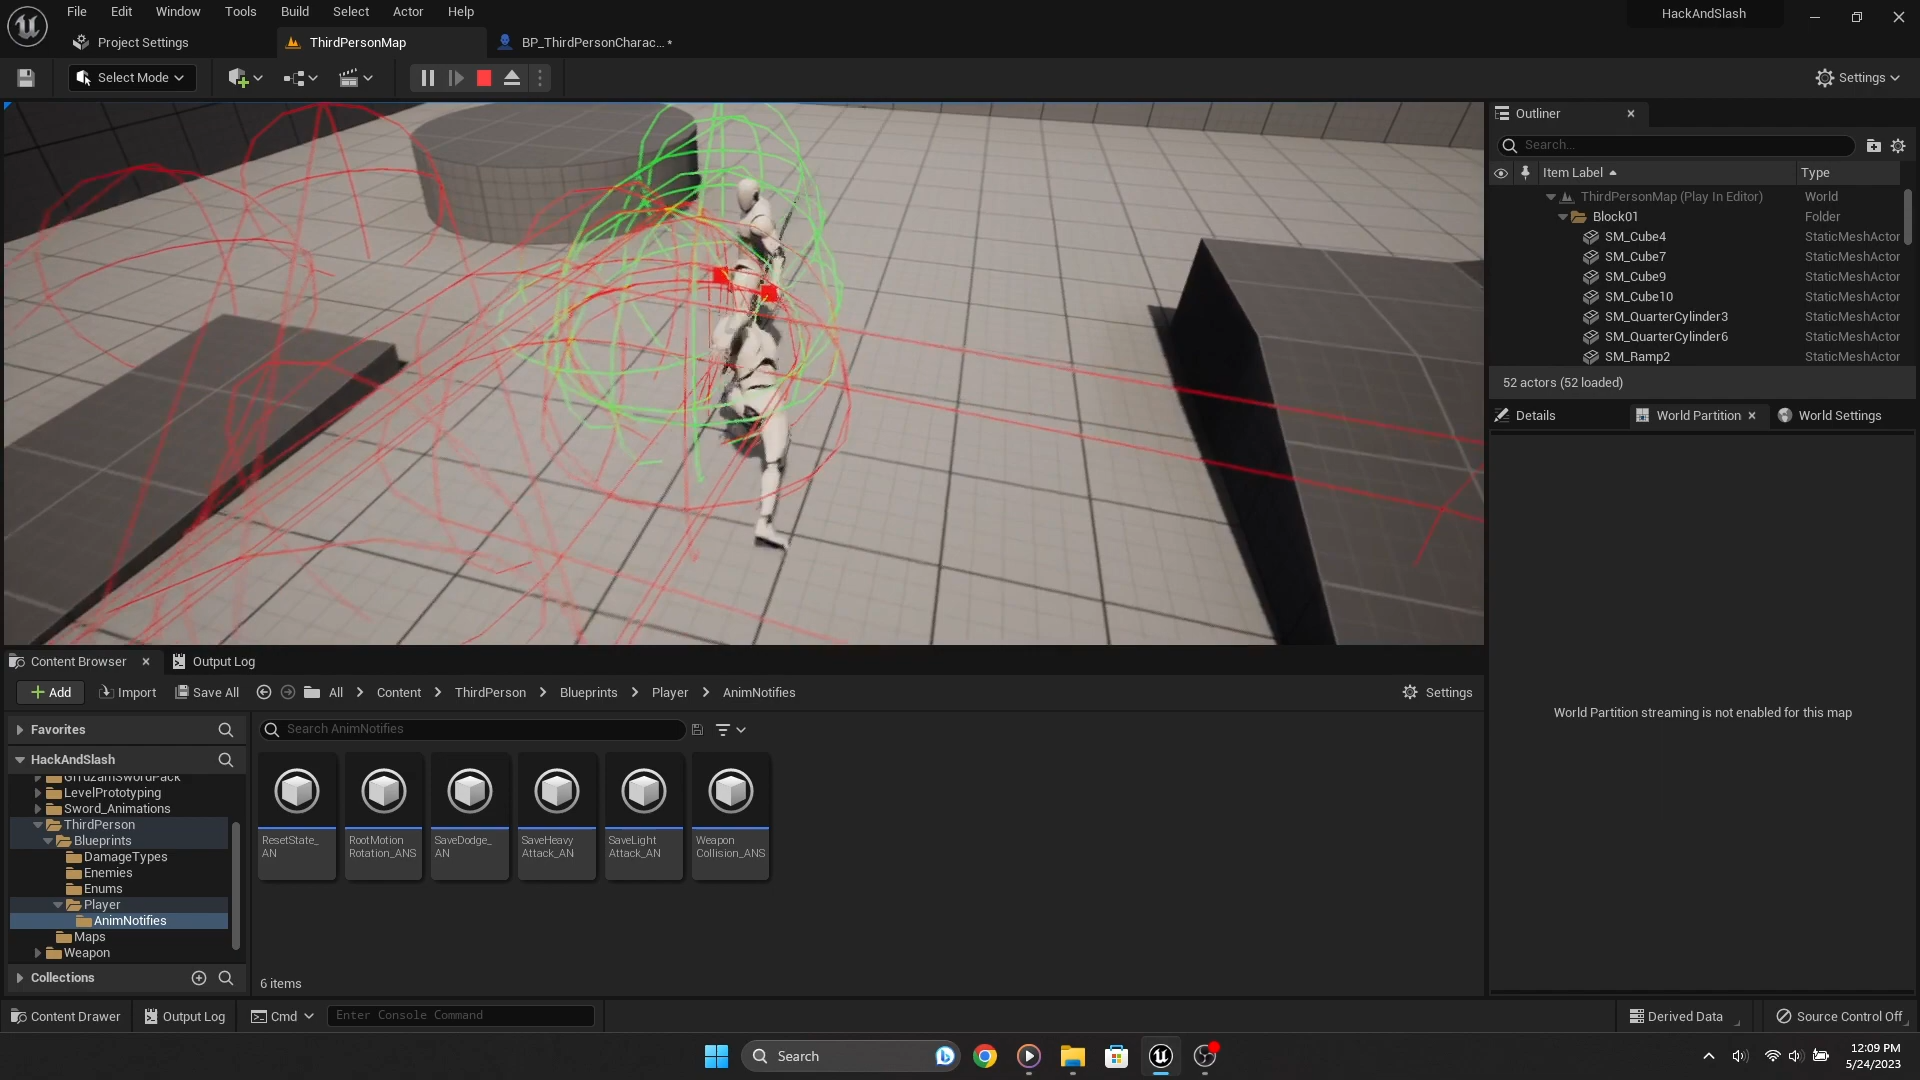 File Edit Window Tools Build Select Actor Help
HackAndSlash
Project Settings
ThirdPersonMap
BP_ThirdPersonCharac... *
Select Mode
Settings
Outliner
Search...
Item Label
Type
ThirdPersonMap (Play In Editor) World
Block01 Folder
SM_Cube4 StaticMeshActor
SM_Cube7 StaticMeshActor
SM_Cube9 StaticMeshActor
SM_Cube10 StaticMeshActor
SM_QuarterCylinder3 StaticMeshActor
SM_QuarterCylinder6 StaticMeshActor
SM_Ramp2 StaticMeshActor
52 actors (52 loaded)
Details
World Partition
World Settings
World Partition streaming is not enabled for this map
Content Browser
Output Log
Add
Import
Save All
All > Content > ThirdPerson > Blueprints > Player > AnimNotifies
Settings
Favorites
Search AnimNotifies
HackAndSlash
LevelPrototyping
Sword_Animations
ThirdPerson
Blueprints
DamageTypes
Enemies
Enums
Player
AnimNotifies
Maps
Weapon
Collections
ResetState_
AN
RootMotion
Rotation_ANS
SaveDodge_
AN
SaveHeavy
Attack_AN
SaveLight
Attack_AN
Weapon
Collision_ANS
6 items
Content Drawer
Output Log
Cmd
Enter Console Command
Derived Data
Source Control Off
Search
12:09 PM
5/24/2023